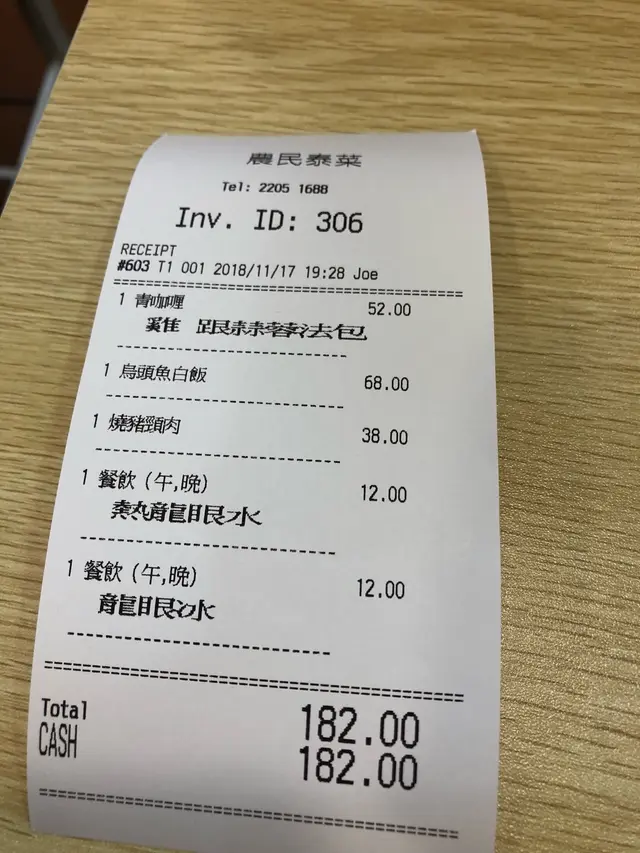 農民泰菜
Tel: 2205 1688
Inv. ID: 306
RECEIPT
#603 T1 001 2018/11/17 19:28 Joe
1 青咖喱 52.00
雞 跟蒜蓉法包
1 烏頭魚白飯 68.00
1 燒豬頸肉 38.00
1 餐飲 (午,晚) 12.00
熱龍眼水
1 餐飲 (午,晚) 12.00
龍眼冰
Total 182.00
CASH 182.00